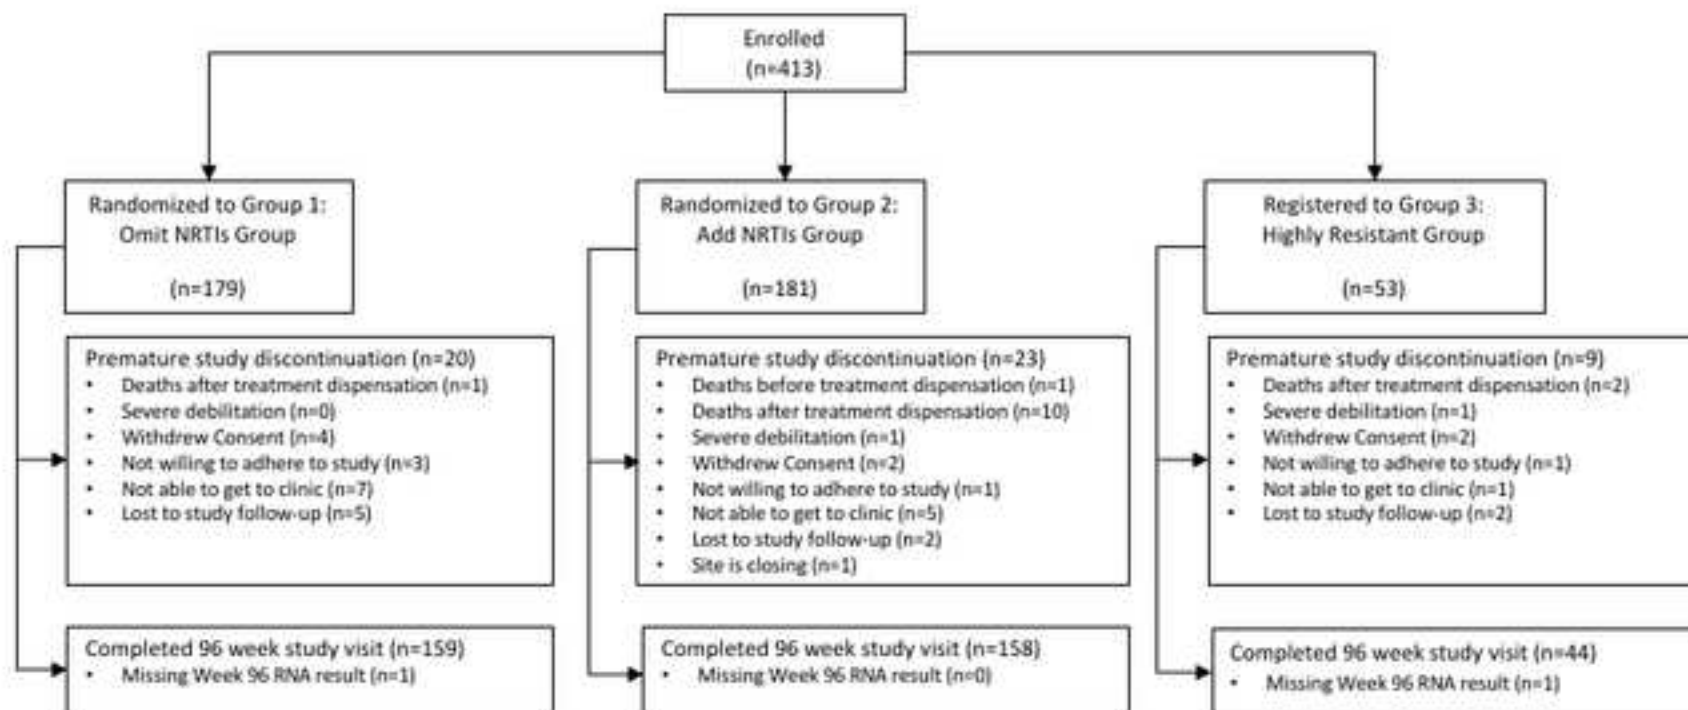 Enrolled
(n=413)
Randomized to Group 1:
Omit NRTIs Group
(n=179)
Randomized to Group 2:
Add NRTIs Group
(n=181)
Registered to Group 3:
Highly Resistant Group
(n=53)
Premature study discontinuation (n=20)
• Deaths after treatment dispensation (n=1)
• Severe debilitation (n=0)
• Withdrew Consent (n=4)
• Not willing to adhere to study (n=3)
• Not able to get to clinic (n=7)
• Lost to study follow-up (n=5)
Premature study discontinuation (n=23)
• Deaths before treatment dispensation (n=1)
• Deaths after treatment dispensation (n=10)
• Severe debilitation (n=1)
• Withdrew Consent (n=2)
• Not willing to adhere to study (n=1)
• Not able to get to clinic (n=5)
• Lost to study follow-up (n=2)
• Site is closing (n=1)
Premature study discontinuation (n=9)
• Deaths after treatment dispensation (n=2)
• Severe debilitation (n=1)
• Withdrew Consent (n=2)
• Not willing to adhere to study (n=1)
• Not able to get to clinic (n=1)
• Lost to study follow-up (n=2)
Completed 96 week study visit (n=159)
• Missing Week 96 RNA result (n=1)
Completed 96 week study visit (n=158)
• Missing Week 96 RNA result (n=0)
Completed 96 week study visit (n=44)
• Missing Week 96 RNA result (n=1)